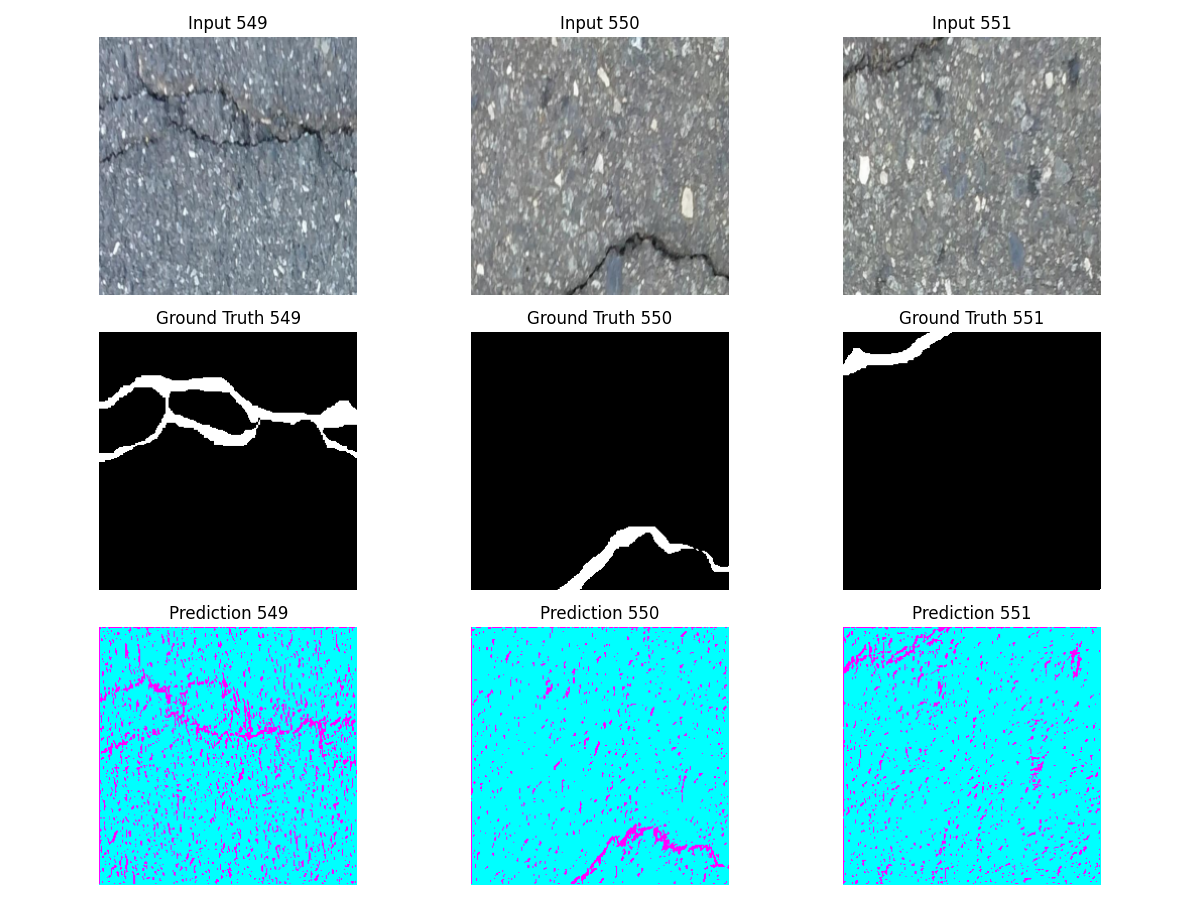 Input 549
Input 550
Input 551
Ground Truth 549
Ground Truth 550
Ground Truth 551
Prediction 549
Prediction 550
Prediction 551